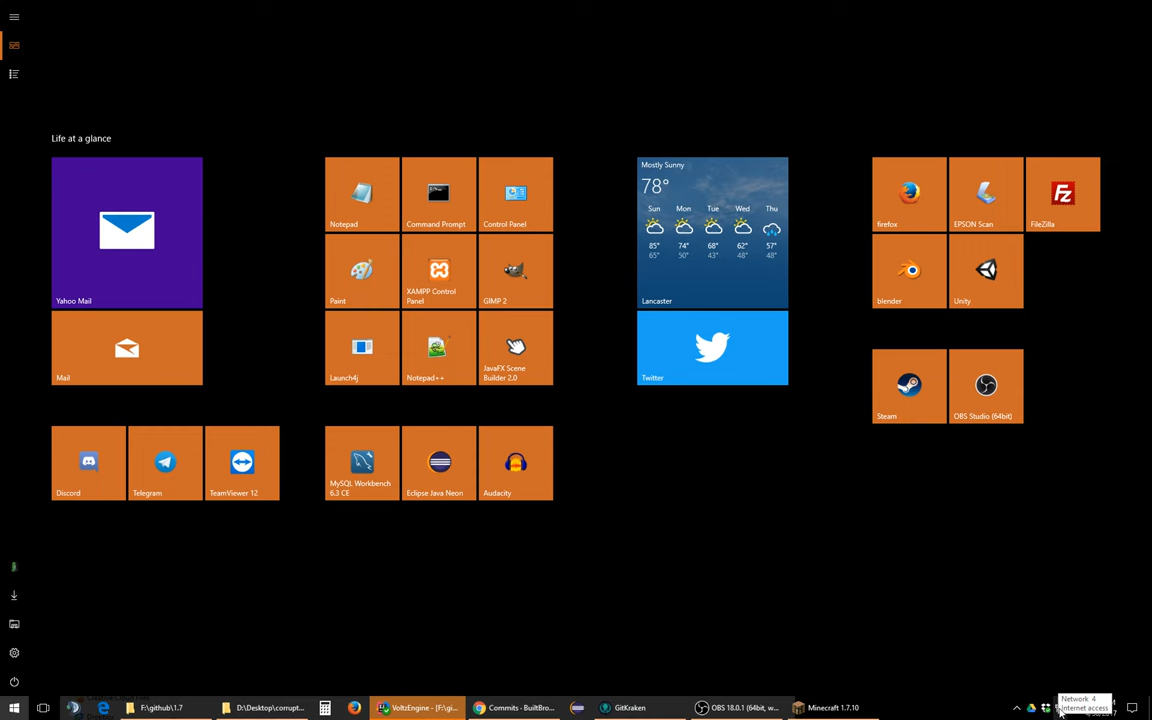 Life at a glance
Yahoo Mail
Mail
Discord
Telegram
TeamViewer 12
Notepad
Command Prompt
Control Panel
Paint
XAMPP Control
Panel
GIMP 2
Launch4j
Notepad++
JavaFX Scene
Builder 2.0
MySQL Workbench
6.3 CE
Eclipse Java Neon
Audacity
Mostly Sunny
78°
Sun Mon Tue Wed Thu
85° 74° 68° 62° 57°
65° 50° 43° 48° 48°
Lancaster
Twitter
firefox
EPSON Scan
FileZilla
blender
Unity
Steam
OBS Studio (64bit)
Network 4
Internet access
F:\github\1.7
D:\Desktop\corrupt...
VoltzEngine - [F:\gi...
Commits - BuiltBro...
GitKraken
OBS 18.0.1 (64bit, w...
Minecraft 1.7.10